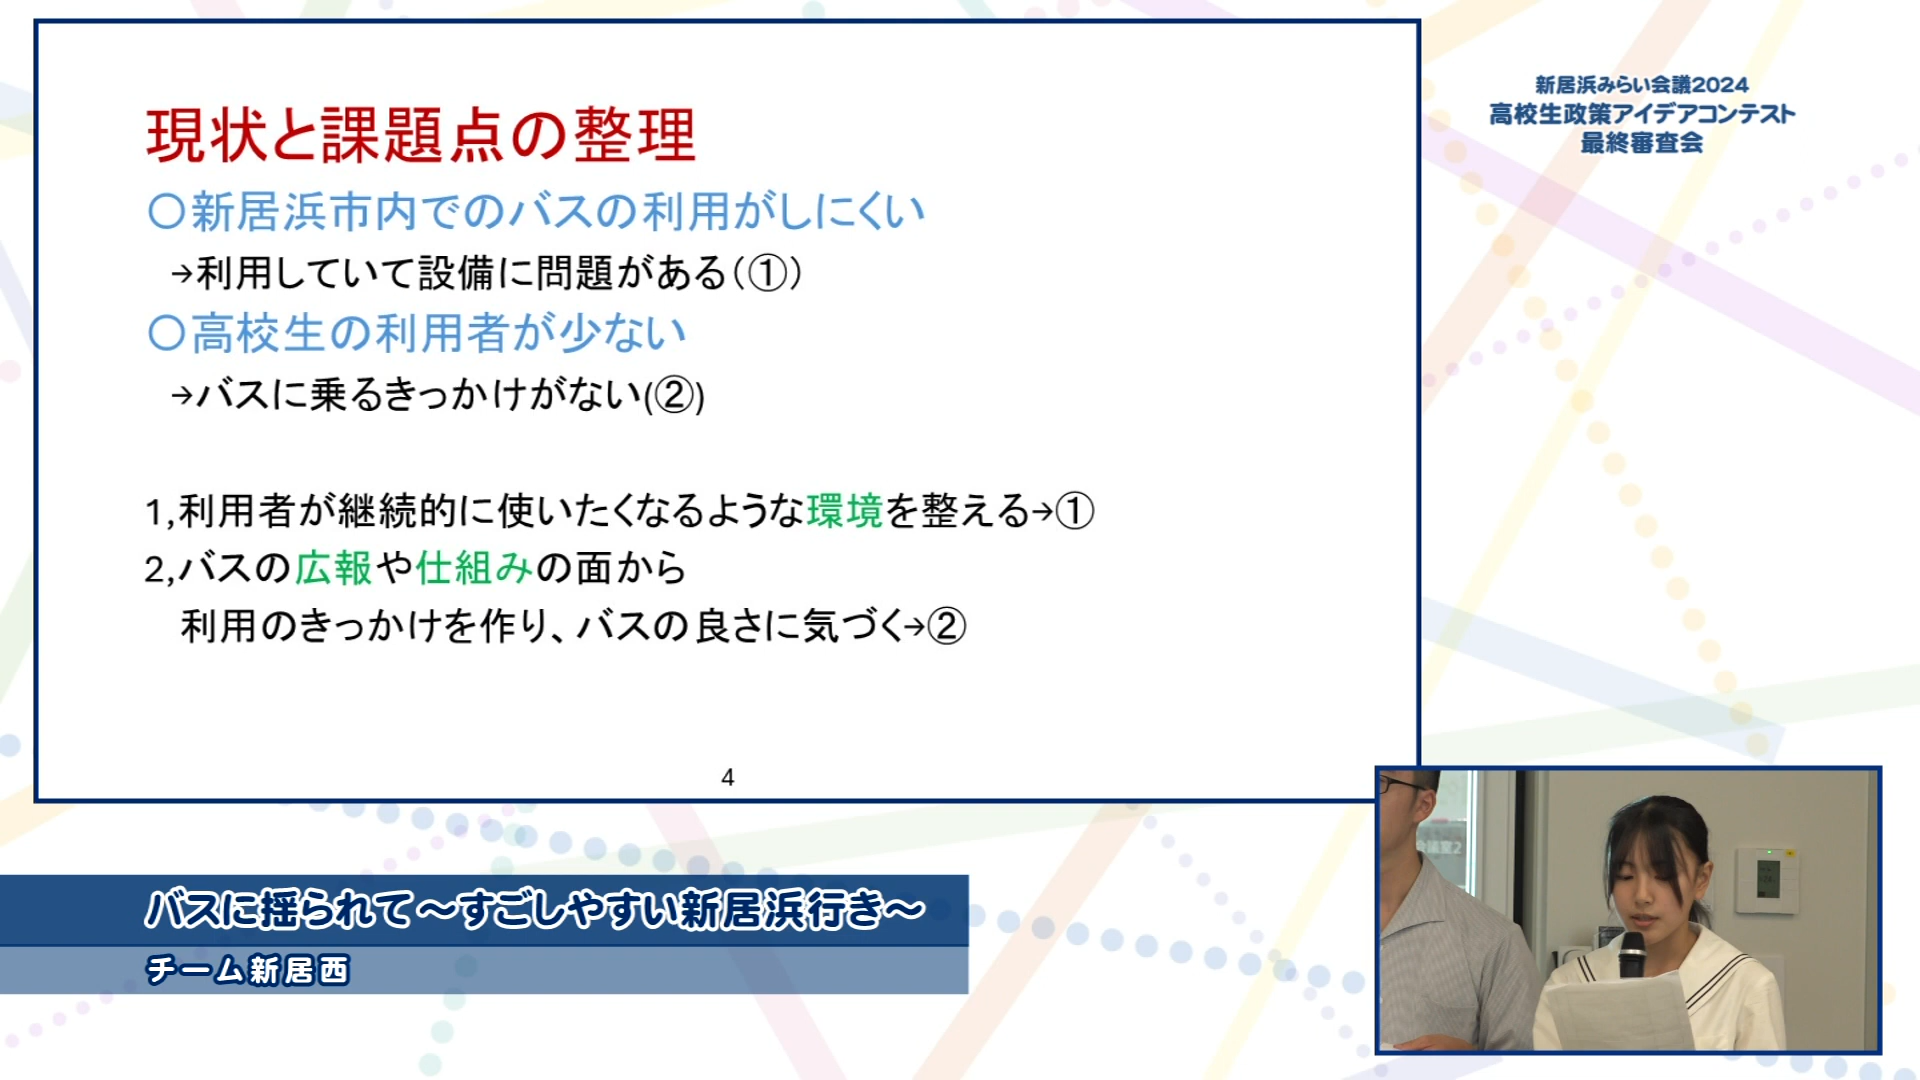 現状と課題点の整理
〇新居浜市内でのバスの利用がしにくい
→利用していて設備に問題がある（①）
〇高校生の利用者が少ない
→バスに乗るきっかけがない(②)
1,利用者が継続的に使いたくなるような環境を整える→①
2,バスの広報や仕組みの面から
利用のきっかけを作り、バスの良さに気づく→②
4
新居浜みらい会議2024
高校生政策アイデアコンテスト
最終審査会
会議室2
バスに揺られて～すごしやすい新居浜行き～
チーム新居西